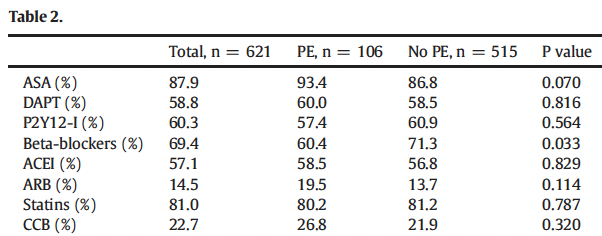 Table 2.
Total, n = 621 PE, n = 106 No PE, n = 515 P value
ASA (%) 87.9 93.4 86.8 0.070
DAPT (%) 58.8 60.0 58.5 0.816
P2Y12-I (%) 60.3 57.4 60.9 0.564
Beta-blockers (%) 69.4 60.4 71.3 0.033
ACEI (%) 57.1 58.5 56.8 0.829
ARB (%) 14.5 19.5 13.7 0.114
Statins (%) 81.0 80.2 81.2 0.787
CCB (%) 22.7 26.8 21.9 0.320